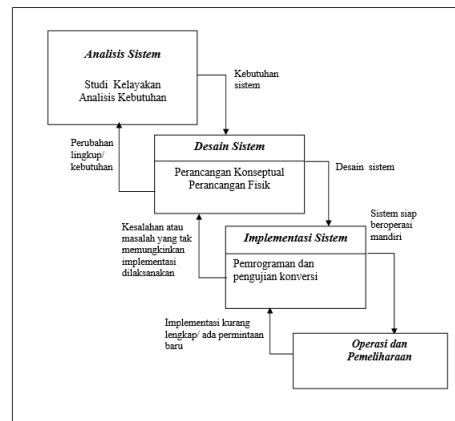 Analisis Sistem
Studi Kelayakan
Analisis Kebutuhan
Kebutuhan
sistem
Perubahan
lingkup/
kebutuhan
Desain Sistem
Perancangan Konseptual
Perancangan Fisik
Desain sistem
Kesalahan atau
masalah yang tak
memungkinkan
implementasi
dilaksanakan
Implementasi Sistem
Pemrograman dan
pengujian konversi
Sistem siap
beroperasi
mandiri
Implementasi kurang
lengkap/ ada permintaan
baru
Operasi dan
Pemeliharaan